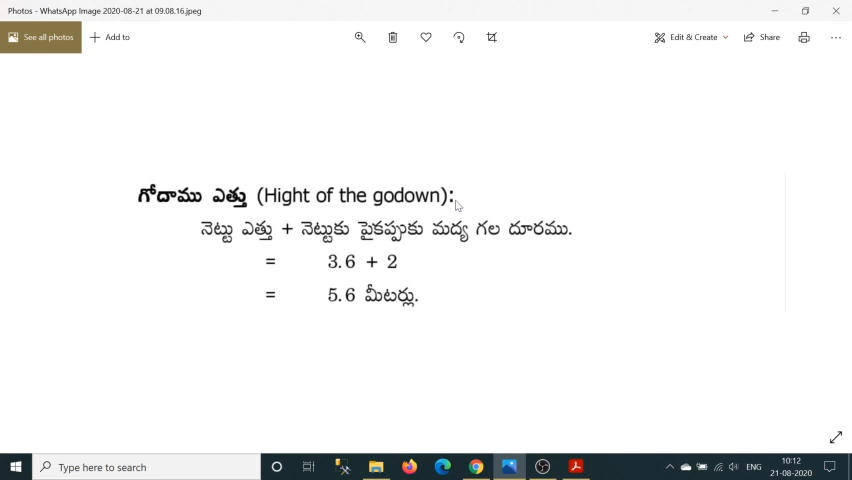 Photos - WhatsApp Image 2020-08-21 at 09.08.16.jpeg
See all photos
Add to
Edit & Create
Share
గోదాము ఎత్తు (Hight of the godown):
నెట్టు ఎత్తు + నెట్టుకు పైకప్పుకు మద్య గల దూరము.
= 3.6 + 2
= 5.6 మీటర్లు.
Type here to search
ENG
10:12
21-08-2020